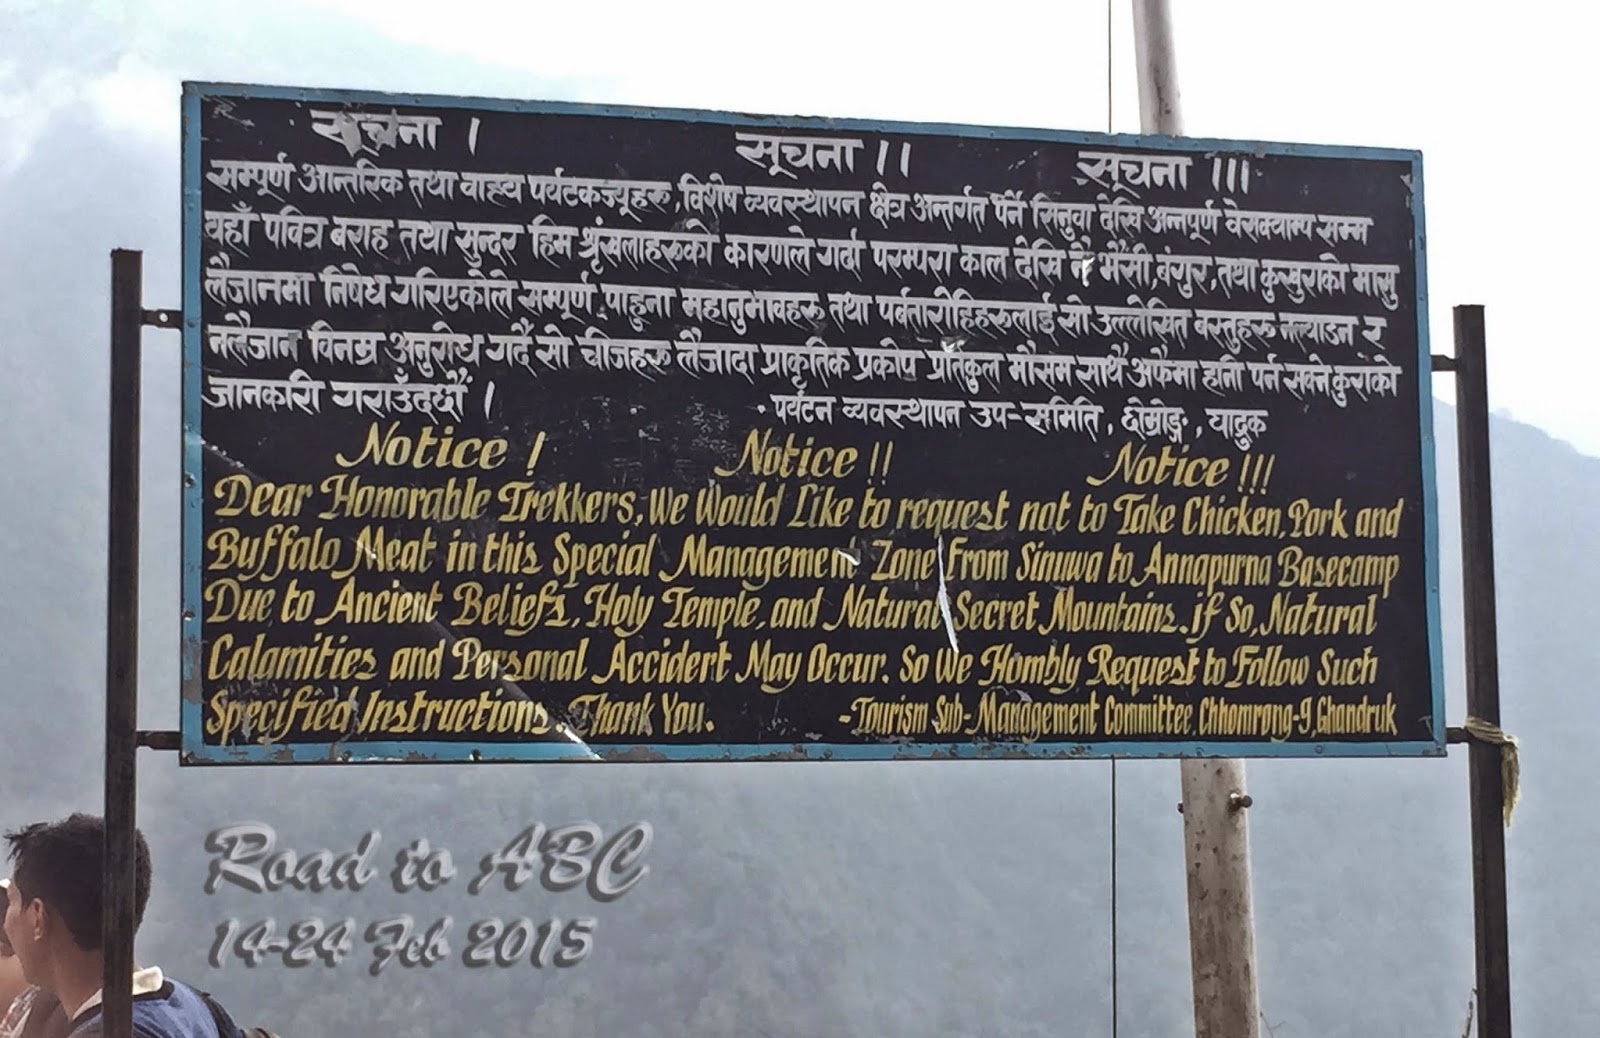 सूचना । सूचना ।। सूचना ।।।
सम्पूर्ण आन्तरिक तथा वाह्य पर्यटकज्यूहरु, विशेष व्यवस्थापन क्षेत्र अन्तर्गत पर्ने सिनुवा देखि अन्नपूर्ण वेसक्याम्प सम्म
यहाँ पवित्र बराह तथा सुन्दर हिम श्रृंखलाहरुको कारणले गर्दा परम्परा काल देखि नै भैंसी, वंगुर, तथा कुखुराको मासु
लैजानमा निषेध गरिएकोले सम्पूर्ण पाहुना महानुभावहरु तथा पर्वतारोहिहरुलाई सो उल्लेखित बस्तुहरु नल्याउन र
नलैजान विनम्र अनुरोध गर्दै सो चीजहरु लैजादा प्राकृतिक प्रकोप प्रतिकुल मौसम साथै अफैमा हानी पर्न सक्ने कुराको
जानकारी गराउँदछौं ।
पर्यटन व्यवस्थापन उप-समिति, छोम्रोङ्ग, घान्द्रुक
Notice ! Notice !! Notice !!!
Dear Honorable Trekkers, We Would Like to request not to Take Chicken, Pork and
Buffalo Meat in this Special Management Zone From Sinuwa to Annapurna Basecamp
Due to Ancient Beliefs, Holy Temple, and Natural Secret Mountains. if So, Natural
Calamities and Personal Accidert May Occur. So We Hombly Request to Follow Such
Specified Instructions. Thank You.
-Tourism Sub-Management Committee, Chhomrong-9, Ghandruk
Road to ABC
14-24 Feb 2015